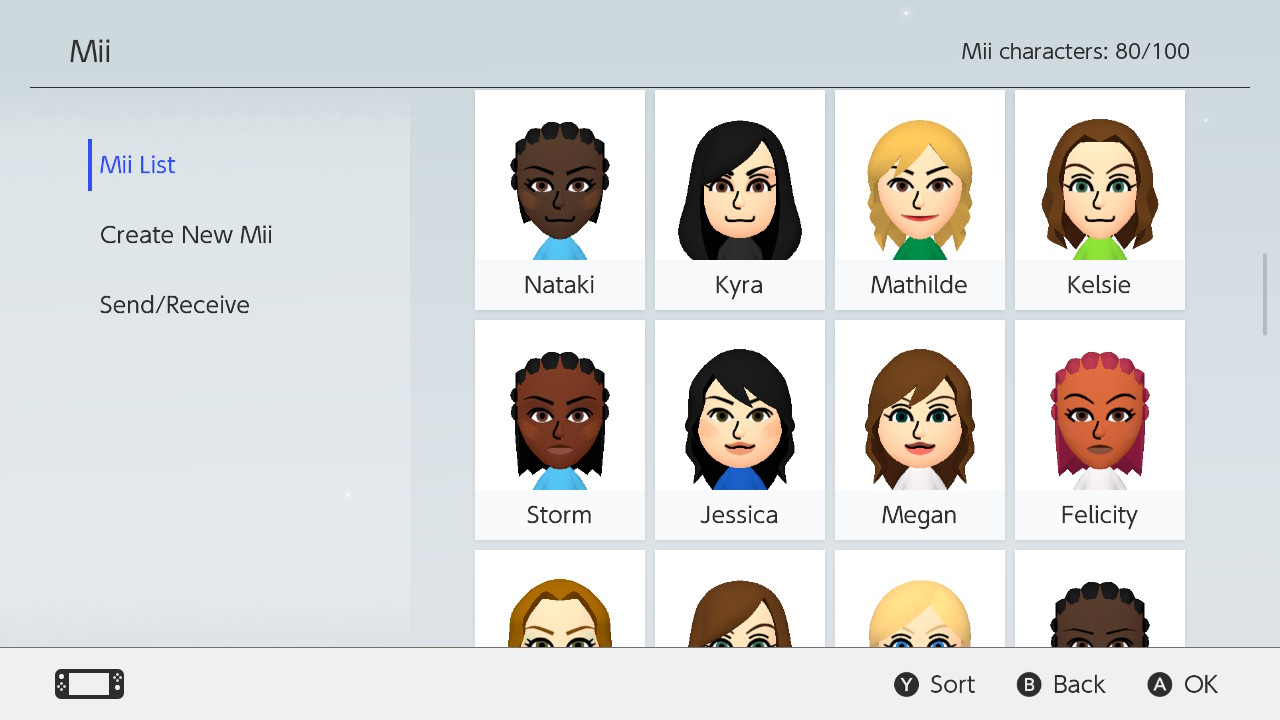 Mii
Mii characters: 80/100
Mii List
Create New Mii
Send/Receive
Nataki
Kyra
Mathilde
Kelsie
Storm
Jessica
Megan
Felicity
Y Sort
B Back
A OK